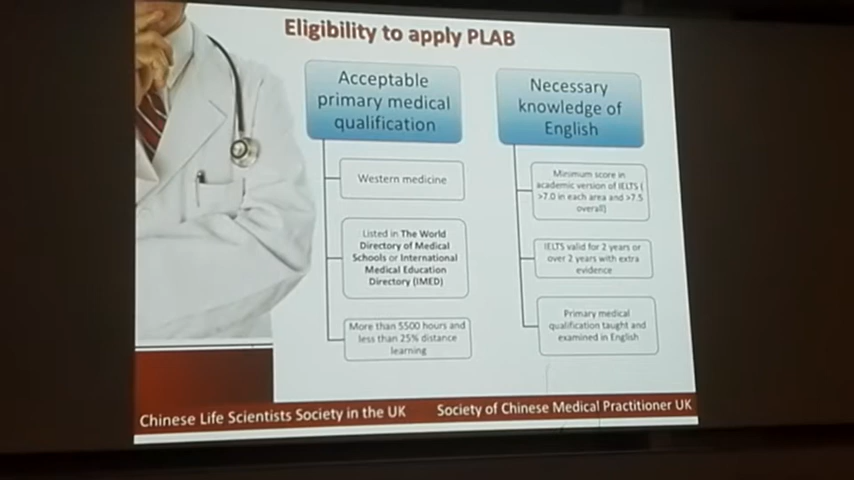 Eligibility to apply PLAB
Acceptable
primary medical
qualification
Western medicine
Listed in The World
Directory of Medical
Schools or International
Medical Education
Directory (IMED)
More than 5500 hours and
less than 25% distance
learning
Necessary
knowledge of
English
Minimum score in
academic version of IELTS (
>7.0 in each area and >7.5
overall)
IELTS valid for 2 years or
over 2 years with extra
evidence
Primary medical
qualification taught and
examined in English
Chinese Life Scientists Society in the UK
Society of Chinese Medical Practitioner UK